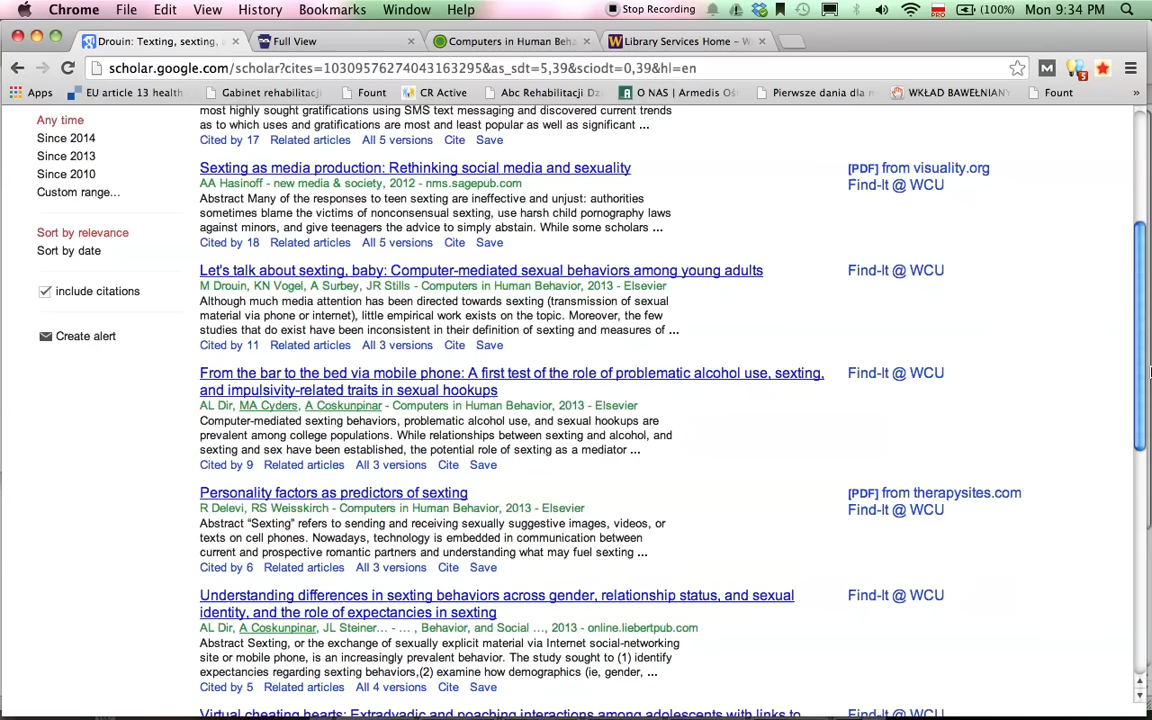 Chrome File Edit View History Bookmarks Window Help Stop Recording (100%) Mon 9:34 PM
Drouin: Texting, sexting, Full View Computers in Human Beha Library Services Home – W
scholar.google.com/scholar?cites=10309576274043163295&as_sdt=5,39&sciodt=0,39&hl=en
Apps EU article 13 health Gabinet rehabilitacji Fount CR Active Abc Rehabilitacji Dz O NAS | Armedis Oś Pierwsze dania dla m WKŁAD BAWEŁNIANY Fount »
most highly sought gratifications using SMS text messaging and discovered current trends
Any time
as to which uses and gratifications are most and least popular as well as significant ...
Since 2014
Cited by 17 Related articles All 5 versions Cite Save
Since 2013
Since 2010
Custom range...
Sort by relevance
Sort by date
include citations
Create alert
Sexting as media production: Rethinking social media and sexuality
AA Hasinoff - new media & society, 2012 - nms.sagepub.com
Abstract Many of the responses to teen sexting are ineffective and unjust: authorities
sometimes blame the victims of nonconsensual sexting, use harsh child pornography laws
against minors, and give teenagers the advice to simply abstain. While some scholars ...
Cited by 18 Related articles All 5 versions Cite Save
[PDF] from visuality.org
Find-It @ WCU
Let's talk about sexting, baby: Computer-mediated sexual behaviors among young adults
M Drouin, KN Vogel, A Surbey, JR Stills - Computers in Human Behavior, 2013 - Elsevier
Although much media attention has been directed towards sexting (transmission of sexual
material via phone or internet), little empirical work exists on the topic. Moreover, the few
studies that do exist have been inconsistent in their definition of sexting and measures of ...
Cited by 11 Related articles All 3 versions Cite Save
Find-It @ WCU
From the bar to the bed via mobile phone: A first test of the role of problematic alcohol use, sexting,
and impulsivity-related traits in sexual hookups
AL Dir, MA Cyders, A Coskunpinar - Computers in Human Behavior, 2013 - Elsevier
Computer-mediated sexting behaviors, problematic alcohol use, and sexual hookups are
prevalent among college populations. While relationships between sexting and alcohol, and
sexting and sex have been established, the potential role of sexting as a mediator ...
Cited by 9 Related articles All 3 versions Cite Save
Find-It @ WCU
Personality factors as predictors of sexting
R Delevi, RS Weisskirch - Computers in Human Behavior, 2013 - Elsevier
Abstract “Sexting” refers to sending and receiving sexually suggestive images, videos, or
texts on cell phones. Nowadays, technology is embedded in communication between
current and prospective romantic partners and understanding what may fuel sexting ...
Cited by 6 Related articles All 3 versions Cite Save
[PDF] from therapysites.com
Find-It @ WCU
Understanding differences in sexting behaviors across gender, relationship status, and sexual
identity, and the role of expectancies in sexting
AL Dir, A Coskunpinar, JL Steiner... - ... , Behavior, and Social ..., 2013 - online.liebertpub.com
Abstract Sexting, or the exchange of sexually explicit material via Internet social-networking
site or mobile phone, is an increasingly prevalent behavior. The study sought to (1) identify
expectancies regarding sexting behaviors,(2) examine how demographics (ie, gender, ...
Cited by 5 Related articles All 4 versions Cite Save
Find-It @ WCU
Virtual cheating hearts: Extradyadic and poaching interactions among adolescents with links to